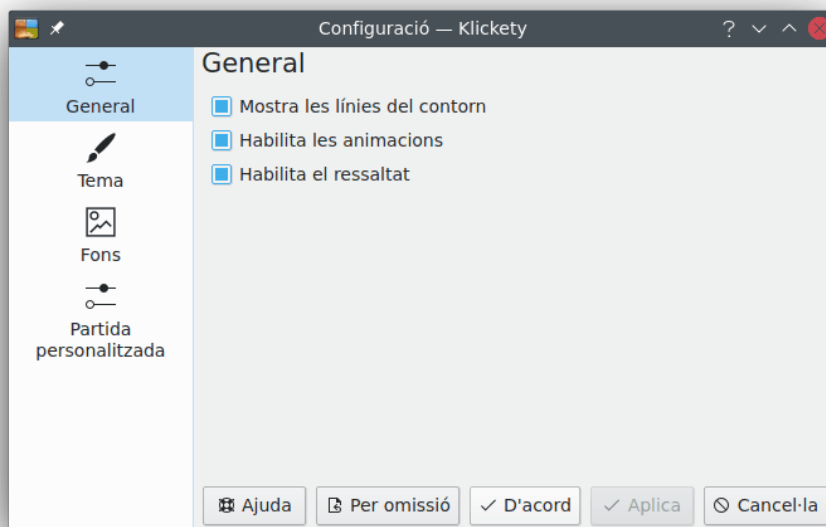 Configuració — Klickety
General
General
Mostra les línies del contorn
Habilita les animacions
Tema
Habilita el ressaltat
Fons
Partida
personalitzada
Ajuda
Per omissió
D'acord
Aplica
Cancel·la